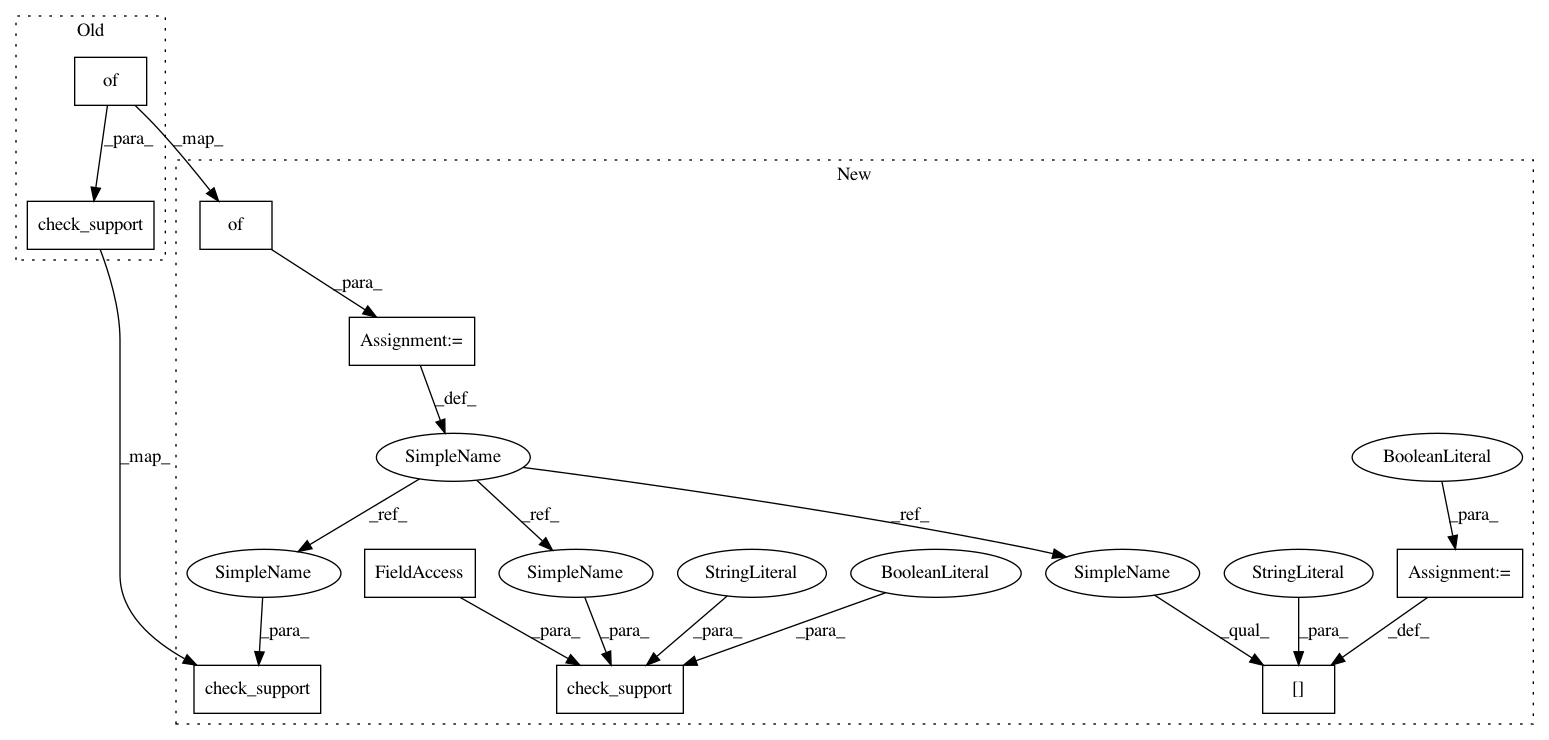 Old
of
_para_
_map_
New
check_support
of
_para_
Assignment:=
_def_
_map_
SimpleName
BooleanLiteral
_ref_
_ref_
_ref_
_para_
SimpleName
FieldAccess
SimpleName
StringLiteral
BooleanLiteral
SimpleName
StringLiteral
Assignment:=
_para_
_para_
_para_
_para_
_para_
_qual_
_para_
_def_
check_support
check_support
[]